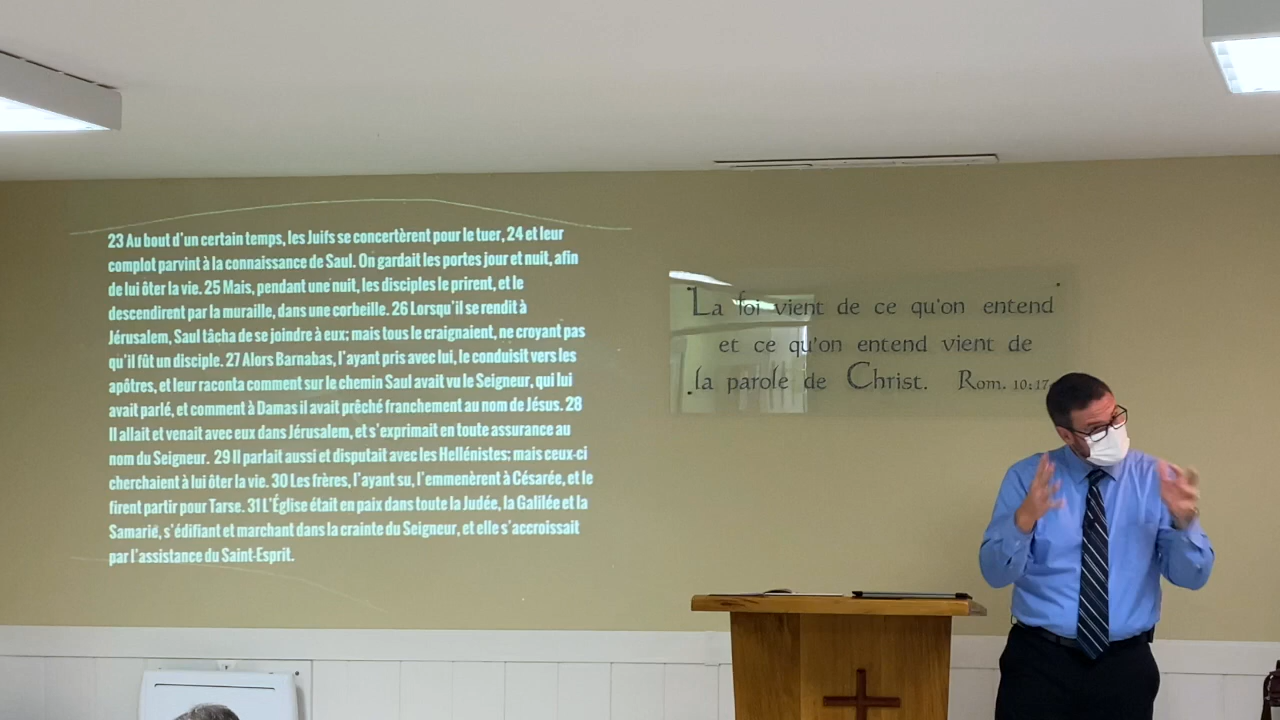 23 Au bout d'un certain temps, les Juifs se concertèrent pour le tuer, 24 et leur
complot parvint à la connaissance de Saul. On gardait les portes jour et nuit, afin
de lui ôter la vie. 25 Mais, pendant une nuit, les disciples le prirent, et le
descendirent par la muraille, dans une corbeille. 26 Lorsqu'il se rendit à
Jérusalem, Saul tâcha de se joindre à eux; mais tous le craignaient, ne croyant pas
qu'il fût un disciple. 27 Alors Barnabas, l'ayant pris avec lui, le conduisit vers les
apôtres, et leur raconta comment sur le chemin Saul avait vu le Seigneur, qui lui
avait parlé, et comment à Damas il avait prêché franchement au nom de Jésus. 28
Il allait et venait avec eux dans Jérusalem, et s'exprimait en toute assurance au
nom du Seigneur. 29 Il parlait aussi et disputait avec les Hellénistes; mais ceux-ci
cherchaient à lui ôter la vie. 30 Les frères, l'ayant su, l'emmenèrent à Césarée, et le
firent partir pour Tarse. 31 L'Église était en paix dans toute la Judée, la Galilée et la
Samarie, s'édifiant et marchant dans la crainte du Seigneur, et elle s'accroissait
par l'assistance du Saint-Esprit.
La foi vient de ce qu'on entend
et ce qu'on entend vient de
la parole de Christ. Rom. 10:17